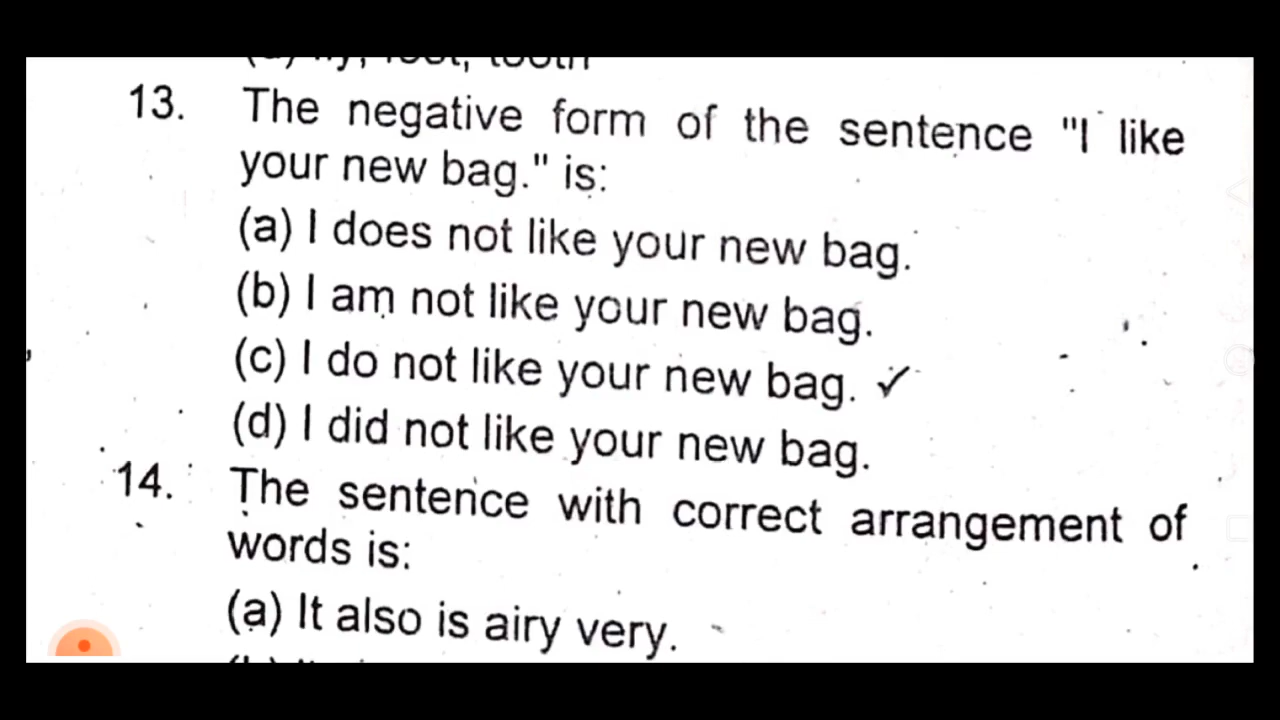 13. The negative form of the sentence "I like
your new bag." is:
(a) I does not like your new bag.
(b) I am not like your new bag.
(c) I do not like your new bag. ✓
(d) I did not like your new bag.
14. The sentence with correct arrangement of
words is:
(a) It also is airy very.